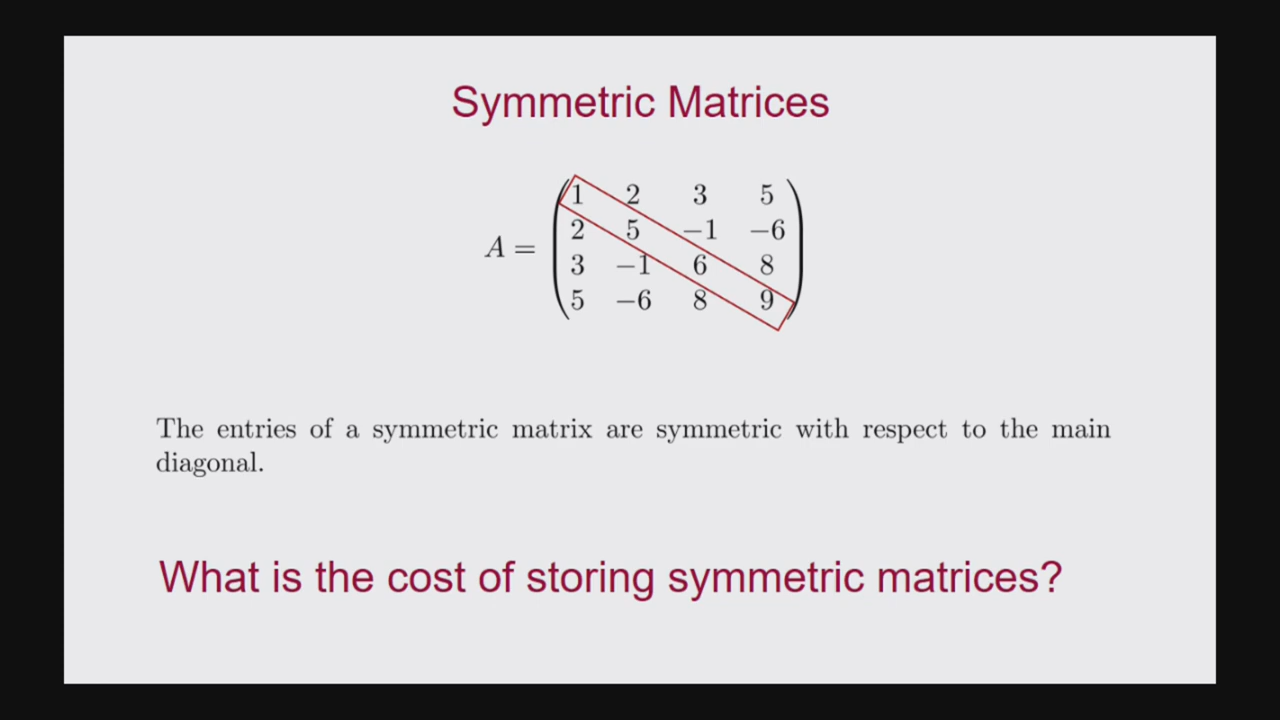 Symmetric Matrices
1 2 3 5
2 5 −1 −6
A =
3 −1 6 8
5 −6 8 9
The entries of a symmetric matrix are symmetric with respect to the main
diagonal.
What is the cost of storing symmetric matrices?